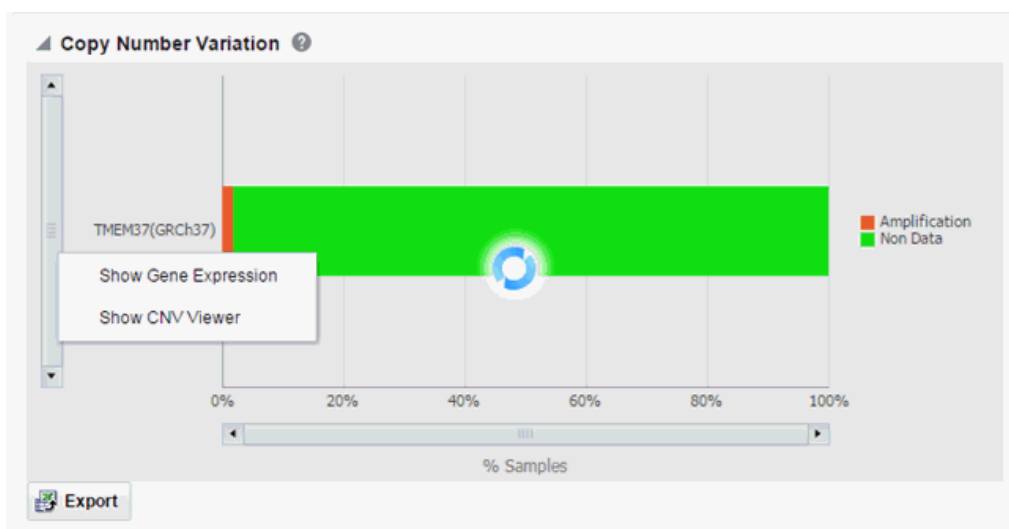 Copy Number Variation
TMEM37(GRCh37)
Amplification
Non Data
Show Gene Expression
Show CNV Viewer
0% 20% 40% 60% 80% 100%
% Samples
Export